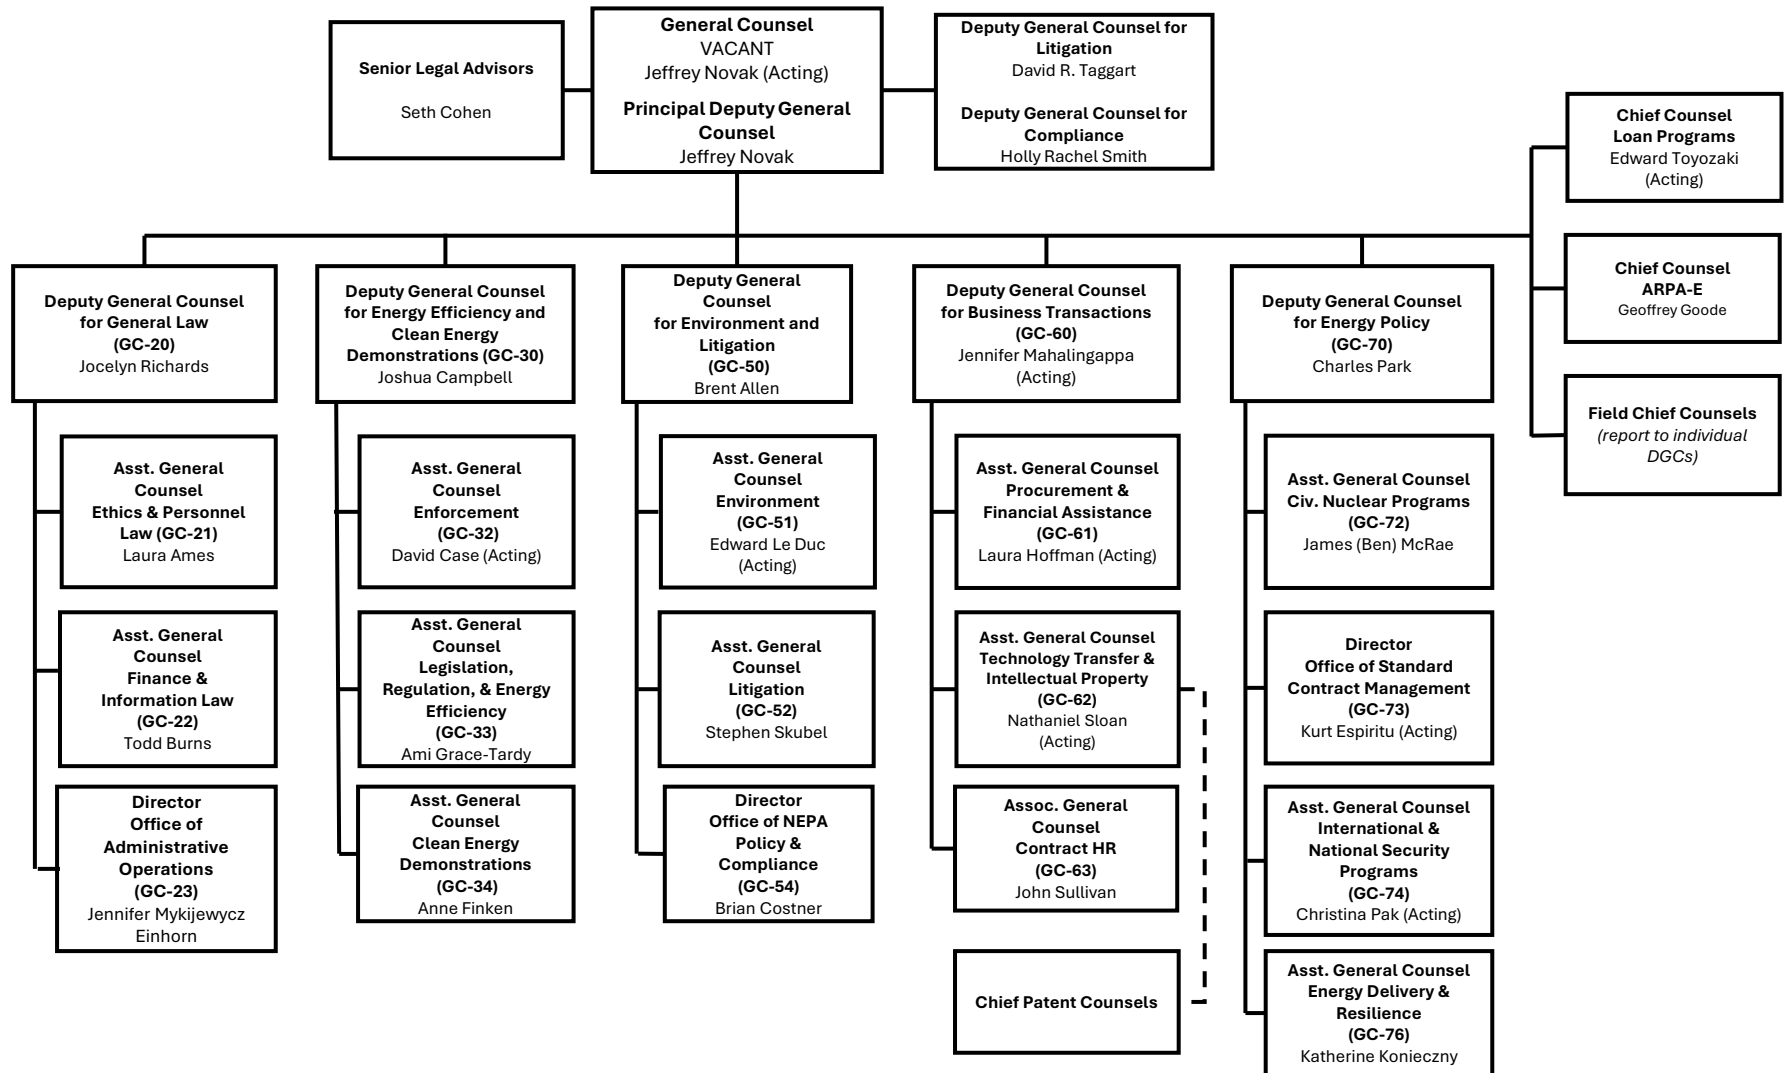 General Counsel
VACANT
Jeffrey Novak (Acting)
Principal Deputy General
Counsel
Jeffrey Novak
Senior Legal Advisors
Seth Cohen
Deputy General Counsel for
Litigation
David R. Taggart
Deputy General Counsel for
Compliance
Holly Rachel Smith
Chief Counsel
Loan Programs
Edward Toyozaki
(Acting)
Chief Counsel
ARPA-E
Geoffrey Goode
Field Chief Counsels
(report to individual
DGCs)
Deputy General Counsel
for General Law
(GC-20)
Jocelyn Richards
Asst. General
Counsel
Ethics & Personnel
Law (GC-21)
Laura Ames
Asst. General
Counsel
Finance &
Information Law
(GC-22)
Todd Burns
Director
Office of
Administrative
Operations
(GC-23)
Jennifer Mykijewycz
Einhorn
Deputy General Counsel
for Energy Efficiency and
Clean Energy
Demonstrations (GC-30)
Joshua Campbell
Asst. General
Counsel
Enforcement
(GC-32)
David Case (Acting)
Asst. General
Counsel
Legislation,
Regulation, & Energy
Efficiency
(GC-33)
Ami Grace-Tardy
Asst. General
Counsel
Clean Energy
Demonstrations
(GC-34)
Anne Finken
Deputy General
Counsel
for Environment and
Litigation
(GC-50)
Brent Allen
Asst. General
Counsel
Environment
(GC-51)
Edward Le Duc
(Acting)
Asst. General
Counsel
Litigation
(GC-52)
Stephen Skubel
Director
Office of NEPA
Policy &
Compliance
(GC-54)
Brian Costner
Deputy General Counsel
for Business Transactions
(GC-60)
Jennifer Mahalingappa
(Acting)
Asst. General Counsel
Procurement &
Financial Assistance
(GC-61)
Laura Hoffman (Acting)
Asst. General Counsel
Technology Transfer &
Intellectual Property
(GC-62)
Nathaniel Sloan
(Acting)
Assoc. General
Counsel
Contract HR
(GC-63)
John Sullivan
Chief Patent Counsels
Deputy General Counsel
for Energy Policy
(GC-70)
Charles Park
Asst. General Counsel
Civ. Nuclear Programs
(GC-72)
James (Ben) McRae
Director
Office of Standard
Contract Management
(GC-73)
Kurt Espiritu (Acting)
Asst. General Counsel
International &
National Security
Programs
(GC-74)
Christina Pak (Acting)
Asst. General Counsel
Energy Delivery &
Resilience
(GC-76)
Katherine Konieczny